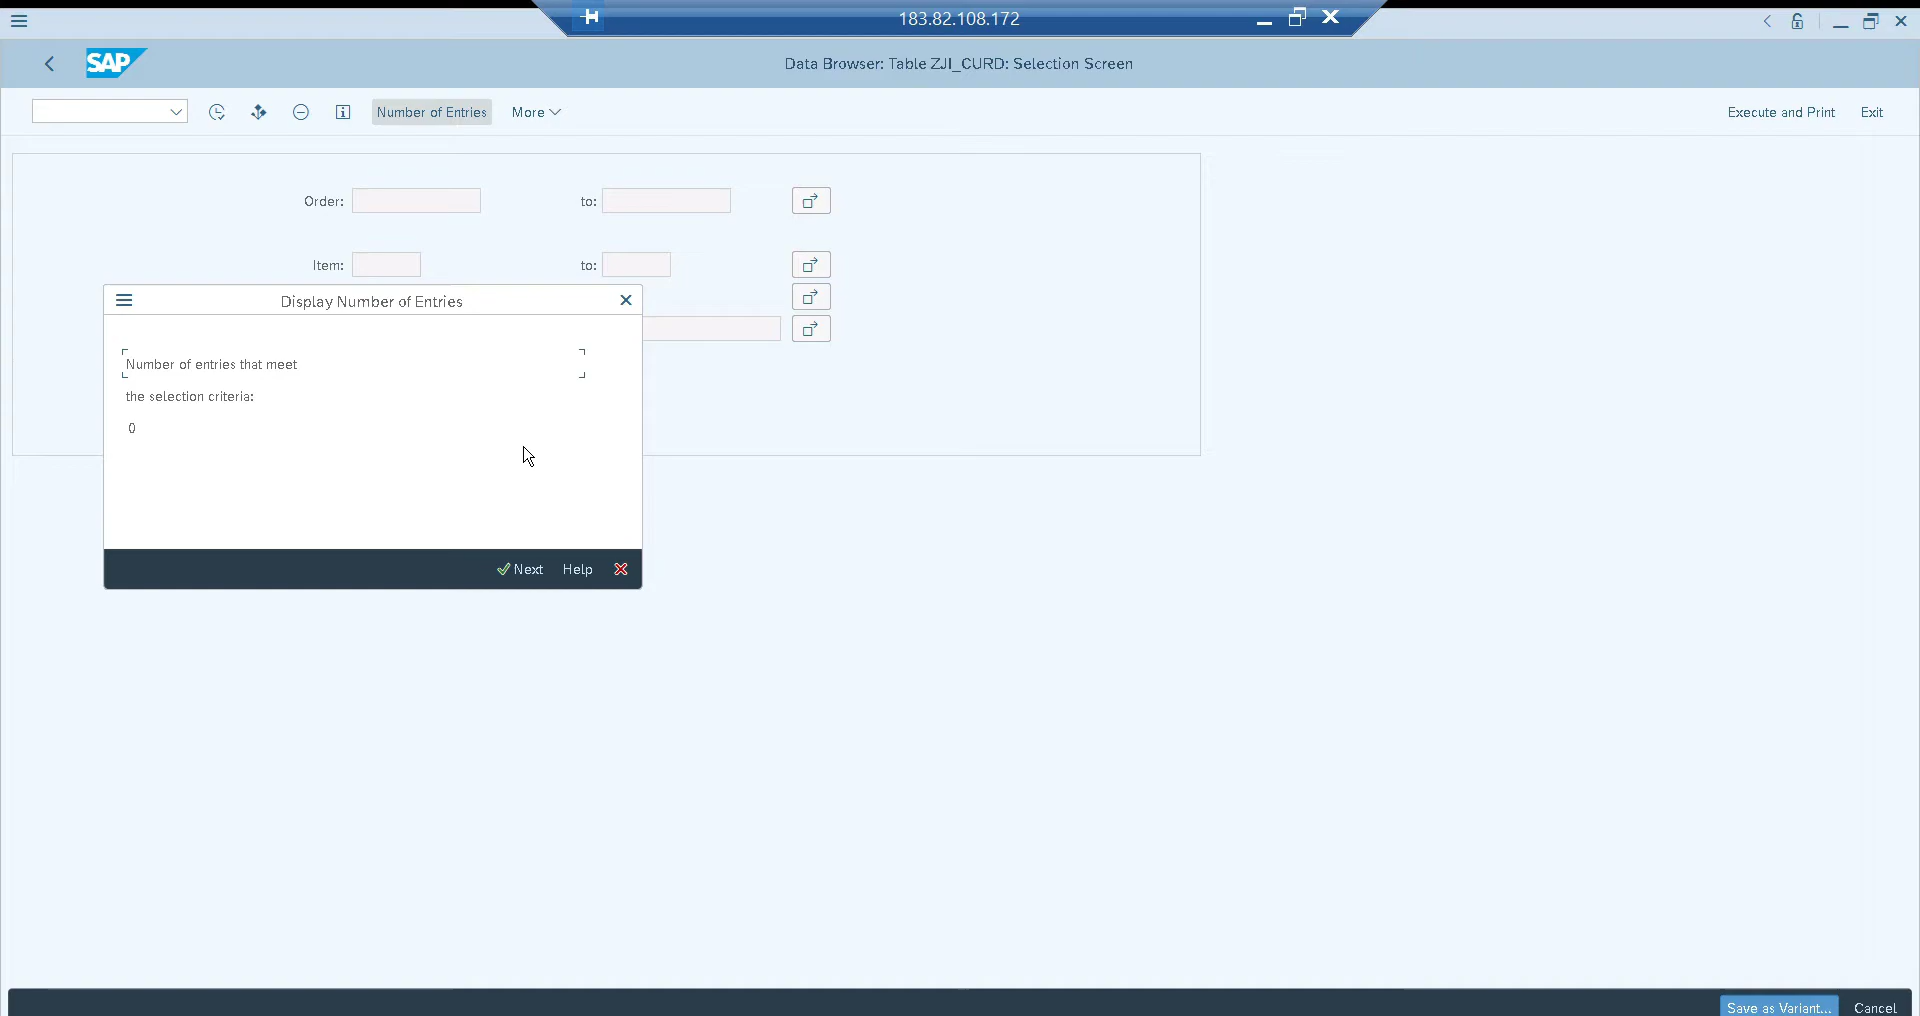 183.82.108.172
SAP
Data Browser: Table ZJI_CURD: Selection Screen
Number of Entries
More
Execute and Print
Exit
Order:
to:
Item:
to:
Display Number of Entries
Number of entries that meet
the selection criteria:
0
Next
Help
Save as Variant...
Cancel